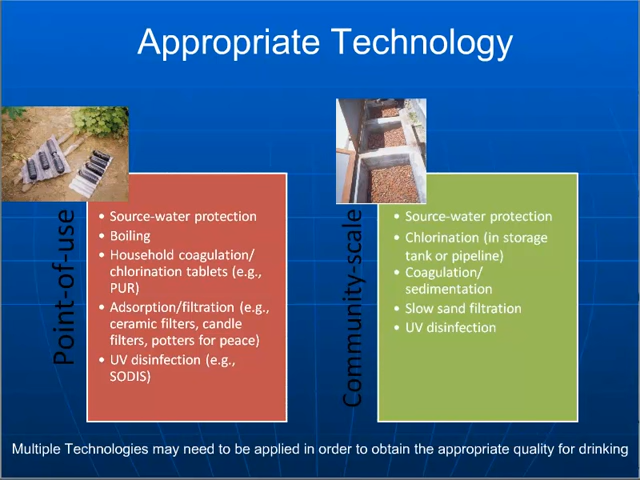 Appropriate Technology
Point-of-use
• Source-water protection
• Boiling
• Household coagulation/
chlorination tablets (e.g.,
PUR)
• Adsorption/filtration (e.g.,
ceramic filters, candle
filters, potters for peace)
• UV disinfection (e.g.,
SODIS)
Community-scale
• Source-water protection
• Chlorination (in storage
tank or pipeline)
• Coagulation/
sedimentation
• Slow sand filtration
• UV disinfection
Multiple Technologies may need to be applied in order to obtain the appropriate quality for drinking